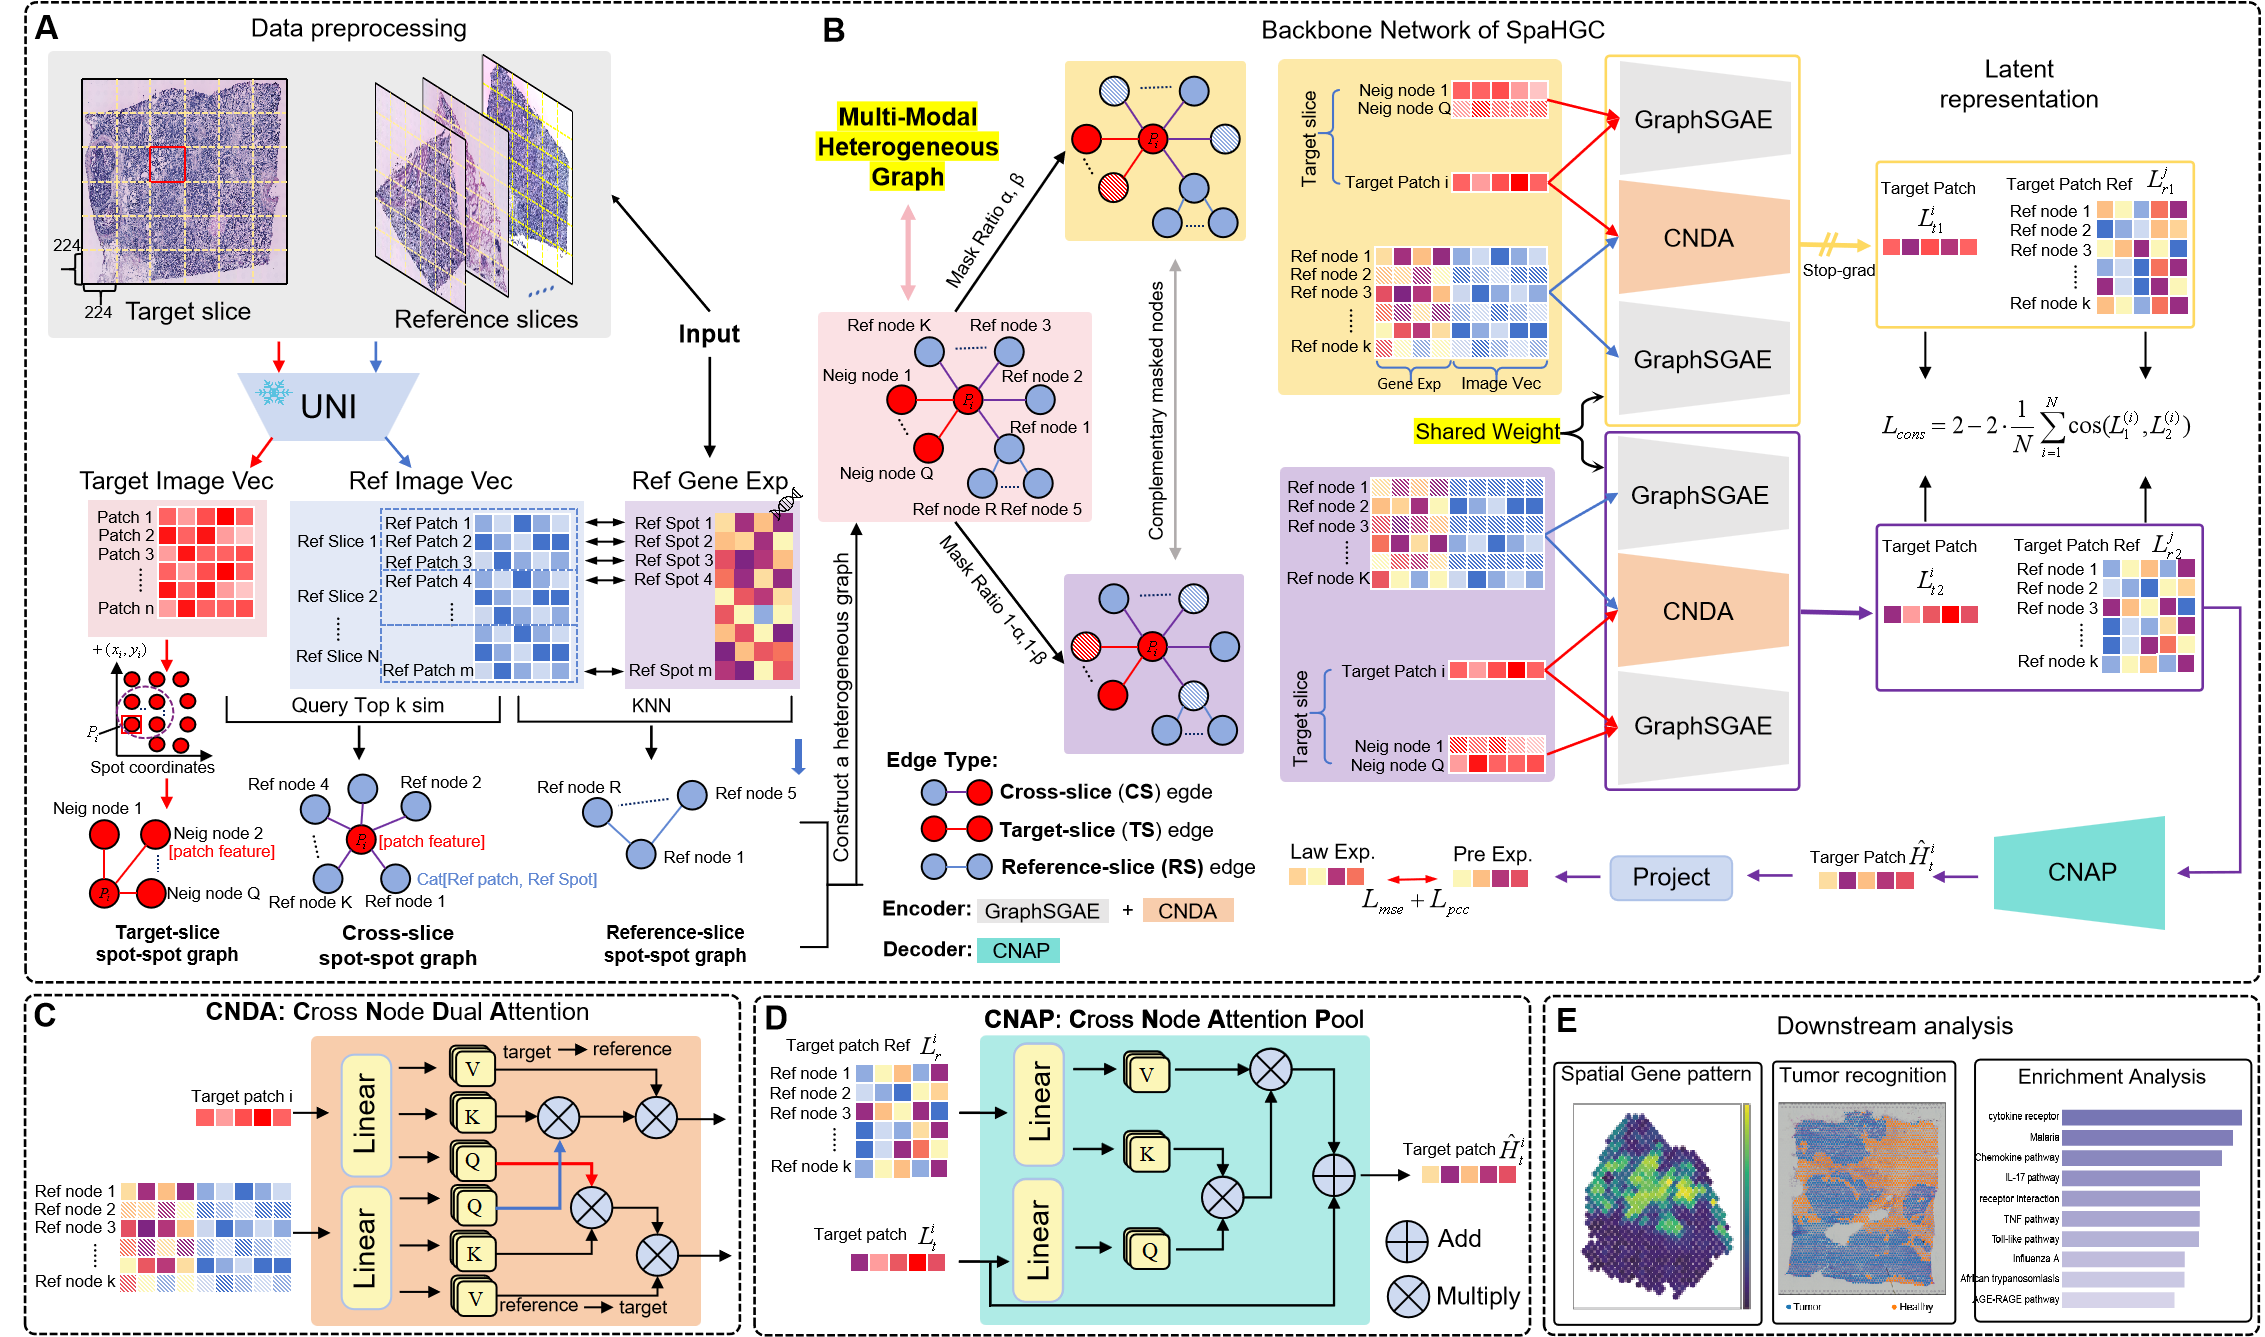 A
Data preprocessing
224
224
Target slice
Reference slices
Input
UNI
Target Image Vec
Ref Image Vec
Ref Gene Exp
Patch 1
Patch 2
Patch 3
Patch n
Ref Slice 1
Ref Slice 2
Ref Slice N
Ref Patch 1
Ref Patch 2
Ref Patch 3
Ref Patch 4
Ref Patch m
Ref Spot 1
Ref Spot 2
Ref Spot 3
Ref Spot 4
Ref Spot m
+ (x_i, y_i)
P_i
Spot coordinates
Query Top k sim
KNN
Neig node 1
Neig node 2
[patch feature]
P_i
Neig node Q
Target-slice
spot-spot graph
Ref node 4
Ref node 2
P_i
[patch feature]
Cat[Ref patch, Ref Spot]
Ref node K
Ref node 1
Cross-slice
spot-spot graph
Ref node R
Ref node 5
Ref node 1
Reference-slice
spot-spot graph
Construct a heterogeneous graph
B
Backbone Network of SpaHGC
Multi-Modal
Heterogeneous
Graph
Mask Ratio α, β
Ref node K
Ref node 3
Neig node 1
Ref node 2
P_i
Ref node 1
Neig node Q
Ref node R
Ref node 5
Mask Ratio 1-α,1-β
P_i
P_i
Complementary masked nodes
Edge Type:
Cross-slice (CS) egde
Target-slice (TS) edge
Reference-slice (RS) edge
Encoder: GraphSGAE + CNDA
Decoder: CNAP
Target slice
Neig node 1
Neig node Q
Target Patch i
Ref node 1
Ref node 2
Ref node 3
Ref node k
Gene Exp
Image Vec
GraphSGAE
CNDA
GraphSGAE
Shared Weight
Ref node 1
Ref node 2
Ref node 3
Ref node K
Target slice
Target Patch i
Neig node 1
Neig node Q
GraphSGAE
CNDA
GraphSGAE
Stop-grad
Latent
representation
Target Patch
L_{t1}^i
Target Patch Ref L_{r1}^j
Ref node 1
Ref node 2
Ref node 3
Ref node k
L_{cons} = 2 − 2 · \frac{1}{N} \sum_{i=1}^{N} cos(L_1^{(i)}, L_2^{(i)})
Target Patch
L_{t2}^i
Target Patch Ref L_{r2}^j
Ref node 1
Ref node 2
Ref node 3
Ref node k
Law Exp.
Pre Exp.
L_{mse} + L_{pcc}
Project
Targer Patch Ĥ_t^i
CNAP
C
CNDA: Cross Node Dual Attention
Target patch i
Ref node 1
Ref node 2
Ref node 3
Ref node k
Linear
Linear
V
K
Q
Q
K
V
target → reference
reference → target
D
CNAP: Cross Node Attention Pool
Target patch Ref L_r^i
Ref node 1
Ref node 2
Ref node 3
Ref node k
Target patch L_t^i
Linear
Linear
V
K
Q
Target patch Ĥ_t^i
Add
Multiply
E
Downstream analysis
Spatial Gene pattern
Tumor recognition
Tumor
Healthy
Enrichment Analysis
cytokine receptor
Malaria
Chemokine pathway
IL-17 pathway
receptor interaction
TNF pathway
Toll-like pathway
Influenza A
African trypanosomiasis
AGE-RAGE pathway